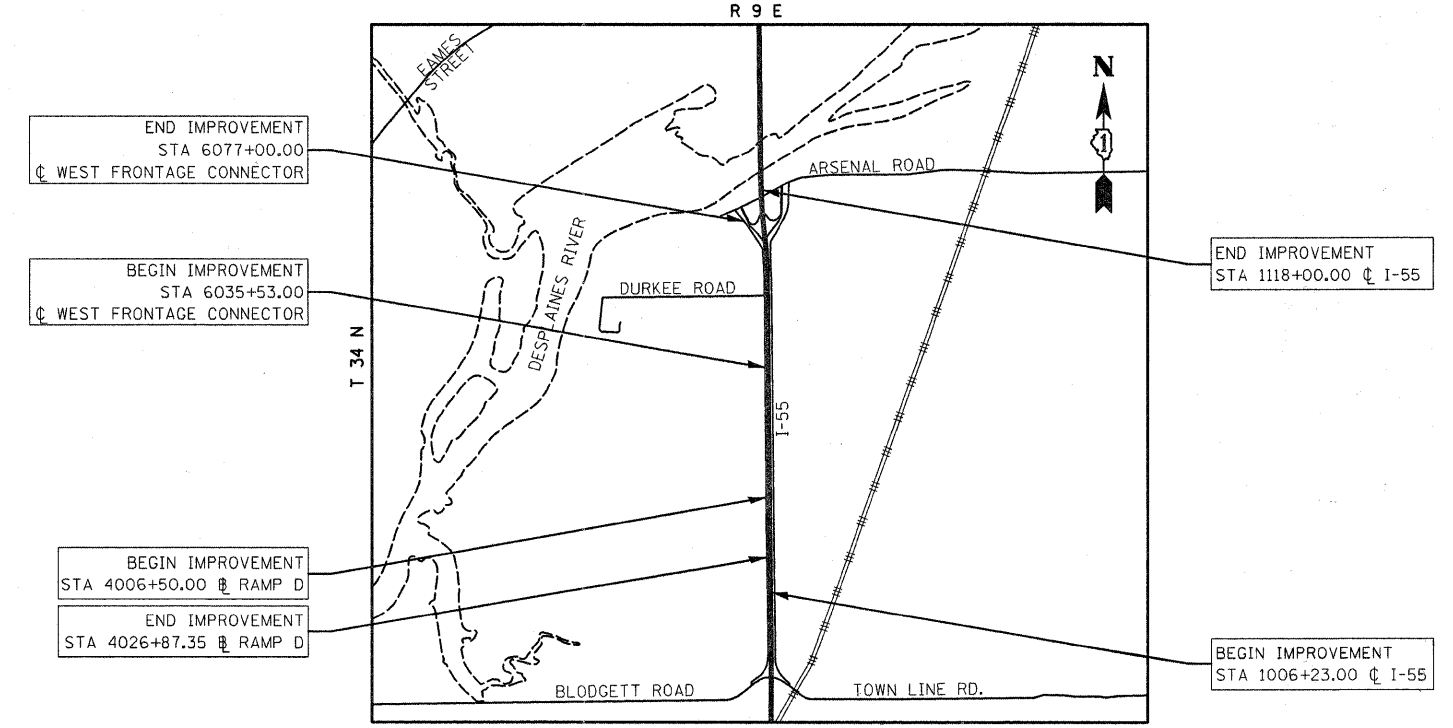 R 9 E
EAMES
STREET
N
1
END IMPROVEMENT
STA 6077+00.00
℄ WEST FRONTAGE CONNECTOR
ARSENAL ROAD
END IMPROVEMENT
STA 1118+00.00 ℄ I-55
BEGIN IMPROVEMENT
STA 6035+53.00
℄ WEST FRONTAGE CONNECTOR
DURKEE ROAD
DESPLAINES RIVER
T 34 N
I-55
BEGIN IMPROVEMENT
STA 4006+50.00 BL RAMP D
END IMPROVEMENT
STA 4026+87.35 BL RAMP D
BEGIN IMPROVEMENT
STA 1006+23.00 ℄ I-55
BLODGETT ROAD
TOWN LINE RD.